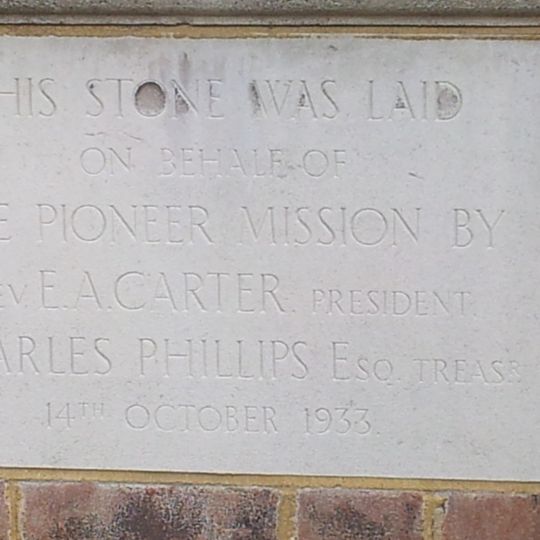 HIS STONE WAS LAID
ON BEHALF OF
E PIONEER MISSION BY
EV. E.A.CARTER. PRESIDENT.
ARLES PHILLIPS ESQ. TREASR
14TH OCTOBER 1933.